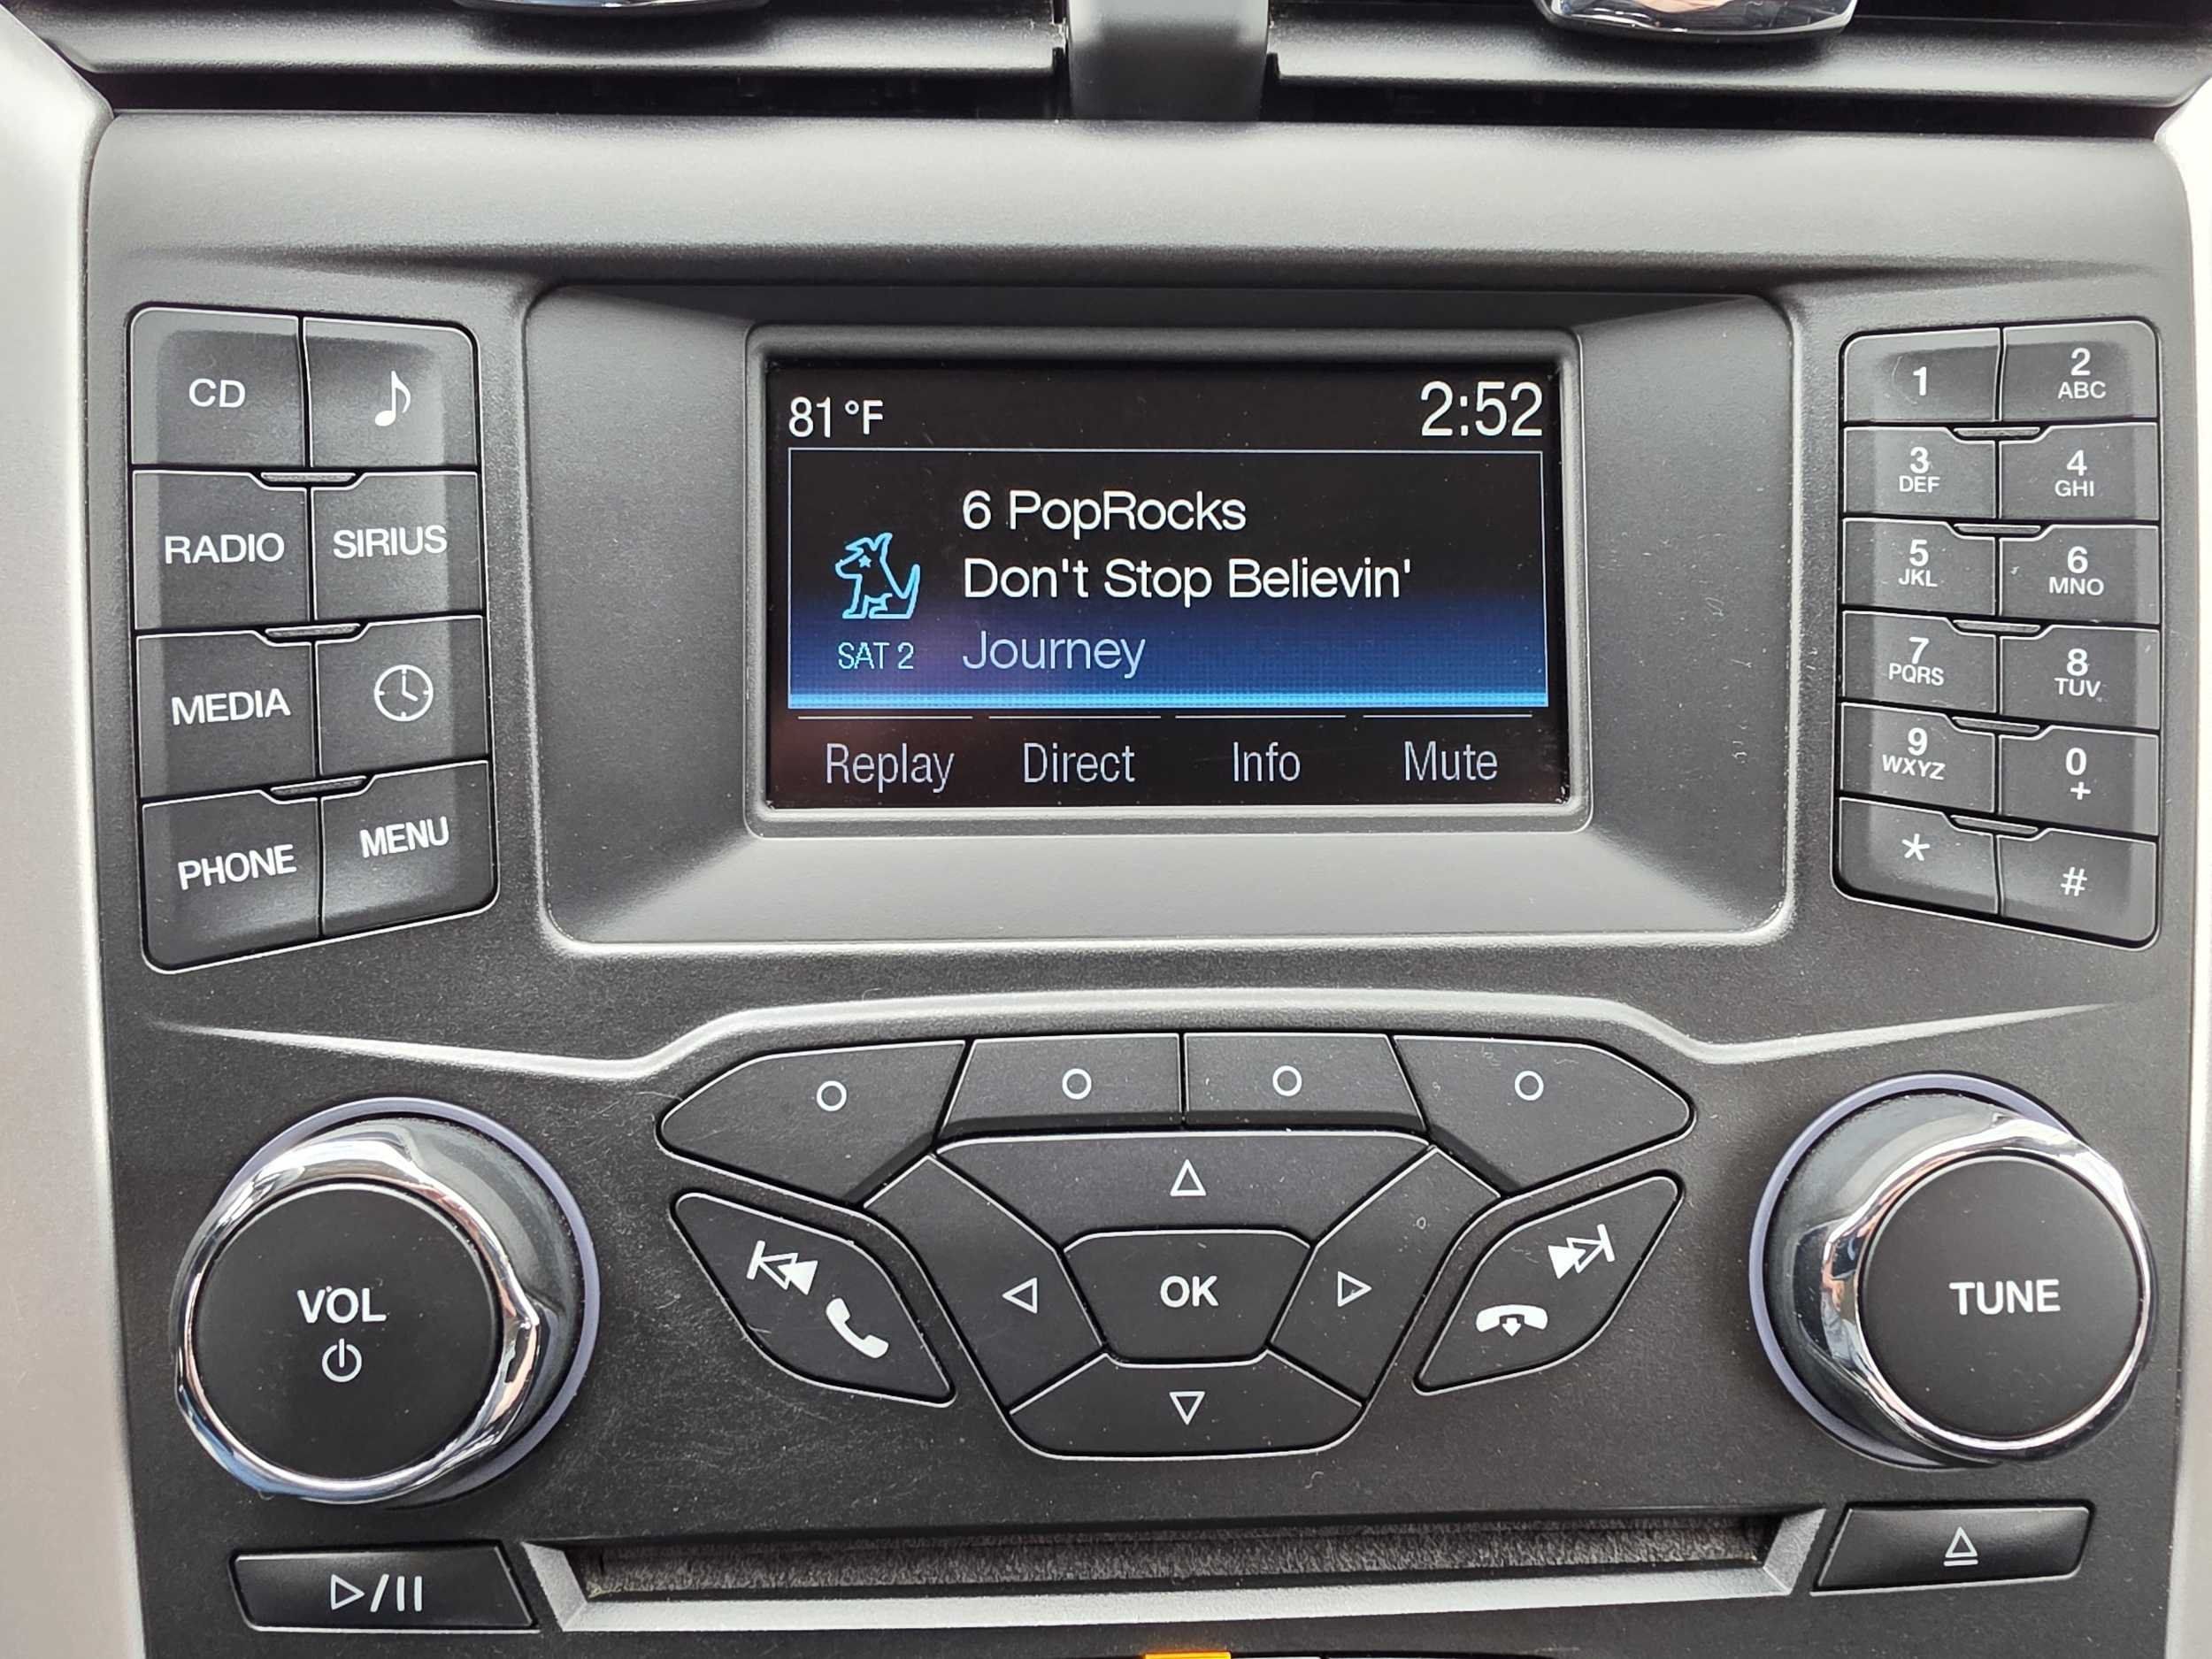 81°F 2:52
6 PopRocks
Don't Stop Believin'
SAT 2 Journey
Replay Direct Info Mute
CD
RADIO SIRIUS
MEDIA
PHONE MENU
1 2 ABC
3 DEF 4 GHI
5 JKL 6 MNO
7 PQRS 8 TUV
9 WXYZ 0 +
* #
VOL
OK
TUNE